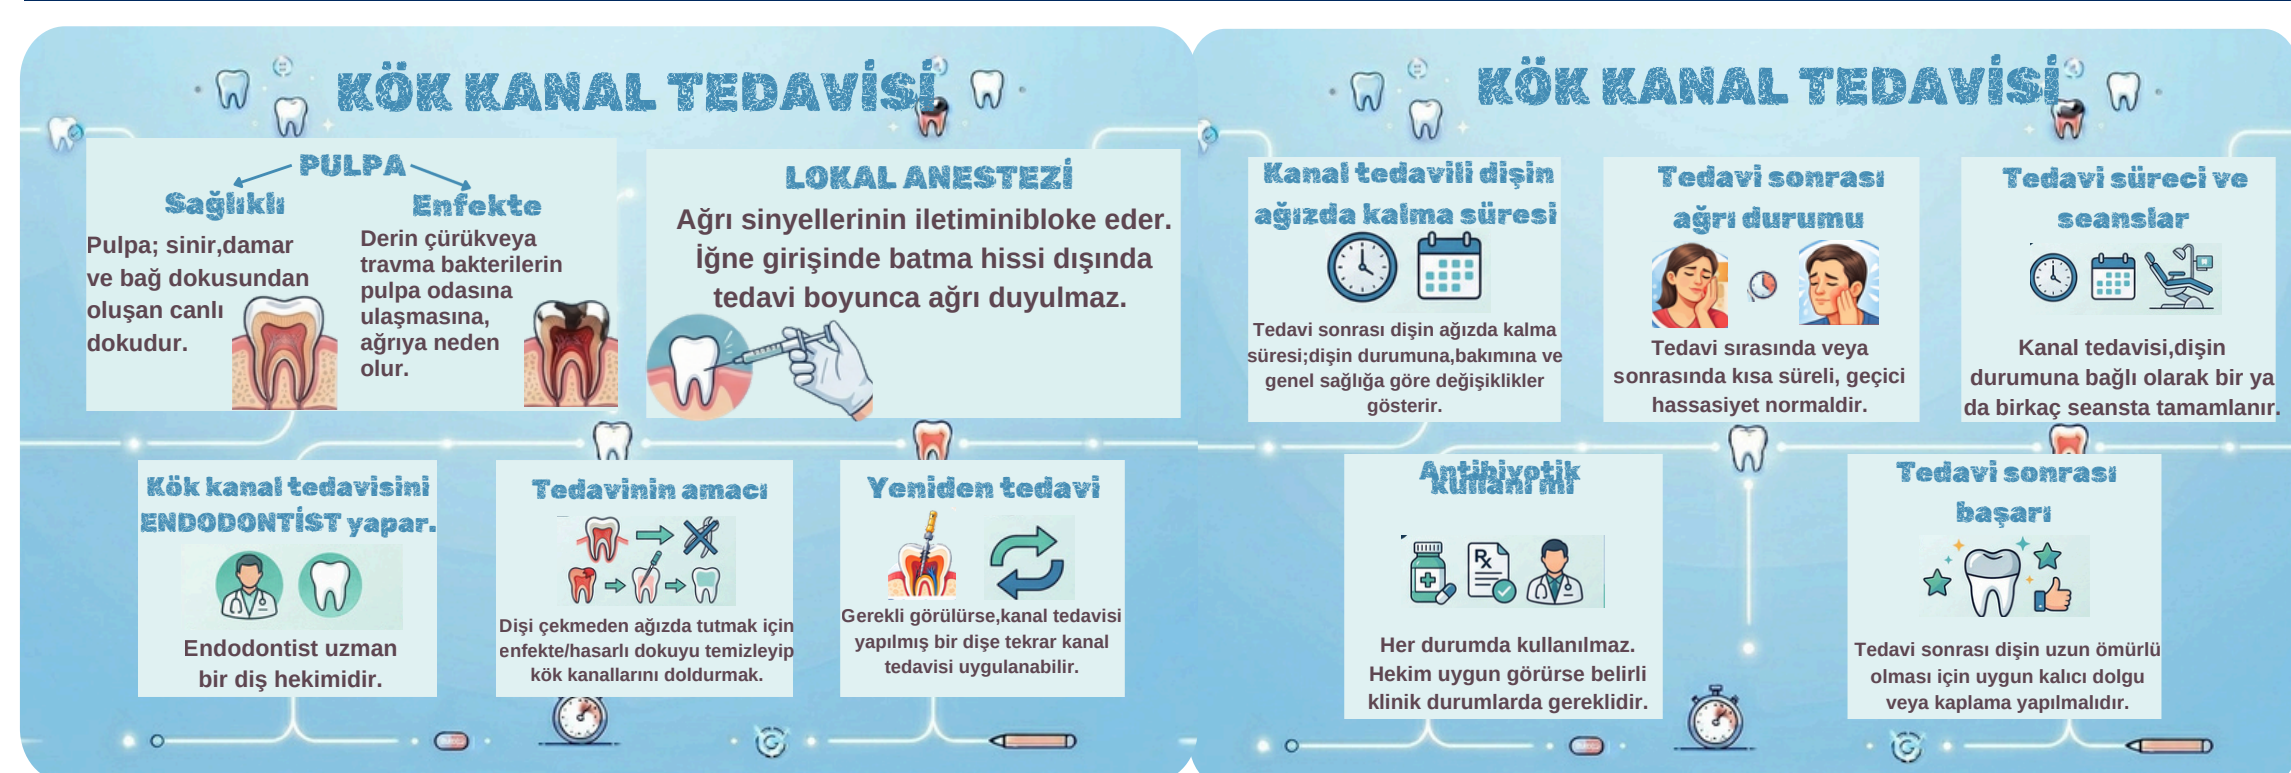 KÖK KANAL TEDAVİSİ
PULPA
Sağlıklı
Pulpa; sinir,damar
ve bağ dokusundan
oluşan canlı
dokudur.
Enfekte
Derin çürükveya
travma bakterilerin
pulpa odasına
ulaşmasına,
ağrıya neden
olur.
LOKAL ANESTEZİ
Ağrı sinyellerinin iletiminibloke eder.
İğne girişinde batma hissi dışında
tedavi boyunca ağrı duyulmaz.
Kök kanal tedavisini
ENDODONTİST yapar.
Endodontist uzman
bir diş hekimidir.
Tedavinin amacı
Dişi çekmeden ağızda tutmak için
enfekte/hasarlı dokuyu temizleyip
kök kanallarını doldurmak.
Yeniden tedavi
Gerekli görülürse,kanal tedavisi
yapılmış bir dişe tekrar kanal
tedavisi uygulanabilir.
KÖK KANAL TEDAVİSİ
Kanal tedavili dişin
ağızda kalma süresi
Tedavi sonrası dişin ağızda kalma
süresi;dişin durumuna,bakımına ve
genel sağlığa göre değişiklikler
gösterir.
Tedavi sonrası
ağrı durumu
Tedavi sırasında veya
sonrasında kısa süreli, geçici
hassasiyet normaldir.
Tedavi süreci ve
seanslar
Kanal tedavisi,dişin
durumuna bağlı olarak bir ya
da birkaç seansta tamamlanır.
Antibiyotik
kullanımı
Rx
Her durumda kullanılmaz.
Hekim uygun görürse belirli
klinik durumlarda gereklidir.
Tedavi sonrası
başarı
Tedavi sonrası dişin uzun ömürlü
olması için uygun kalıcı dolgu
veya kaplama yapılmalıdır.